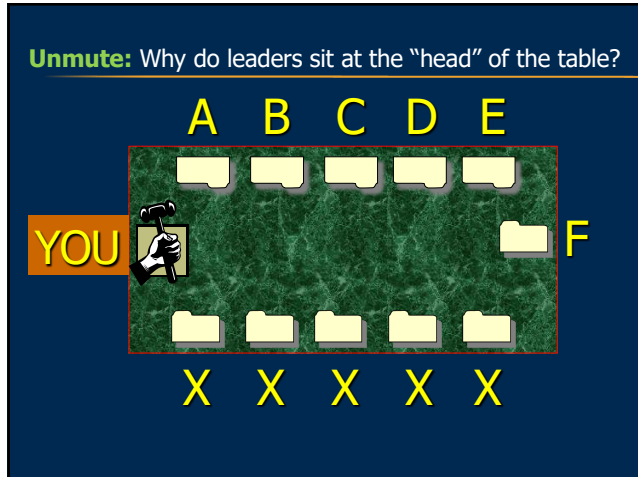 Unmute: Why do leaders sit at the “head” of the table?
A B C D E
YOU
F
X X X X X